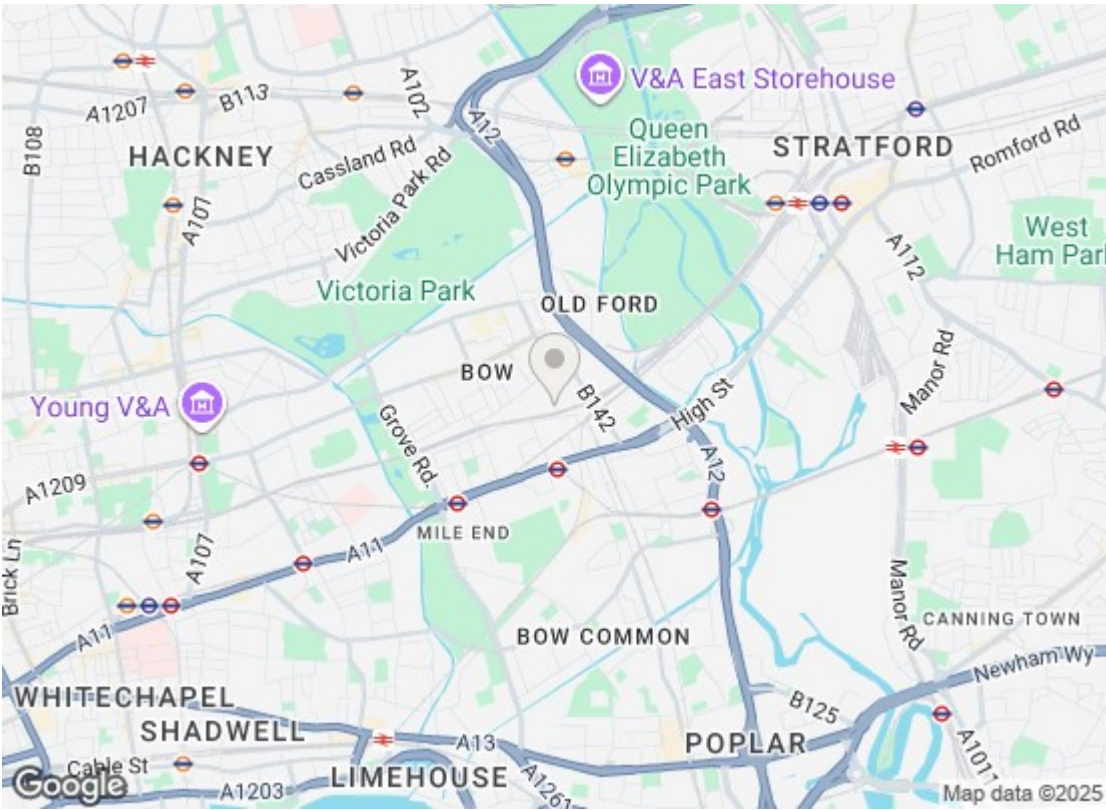 V&A East Storehouse
A1207
B113
A102
A12
Queen
Elizabeth
Olympic Park
STRATFORD
Romford Rd
B108
HACKNEY
Cassland Rd
Victoria Park Rd
A107
West
Ham Park
A112
Victoria Park
OLD FORD
BOW
Manor Rd
Young V&A
Grove Rd.
B142
High St
A1209
A12
MILE END
A11
A107
Brick Ln
Manor Rd
CANNING TOWN
A11
BOW COMMON
Newham Wy
WHITECHAPEL
B125
SHADWELL
POPLAR
A13
Cable St
LIMEHOUSE
A1203
A1261
A1011
Google
Map data ©2025